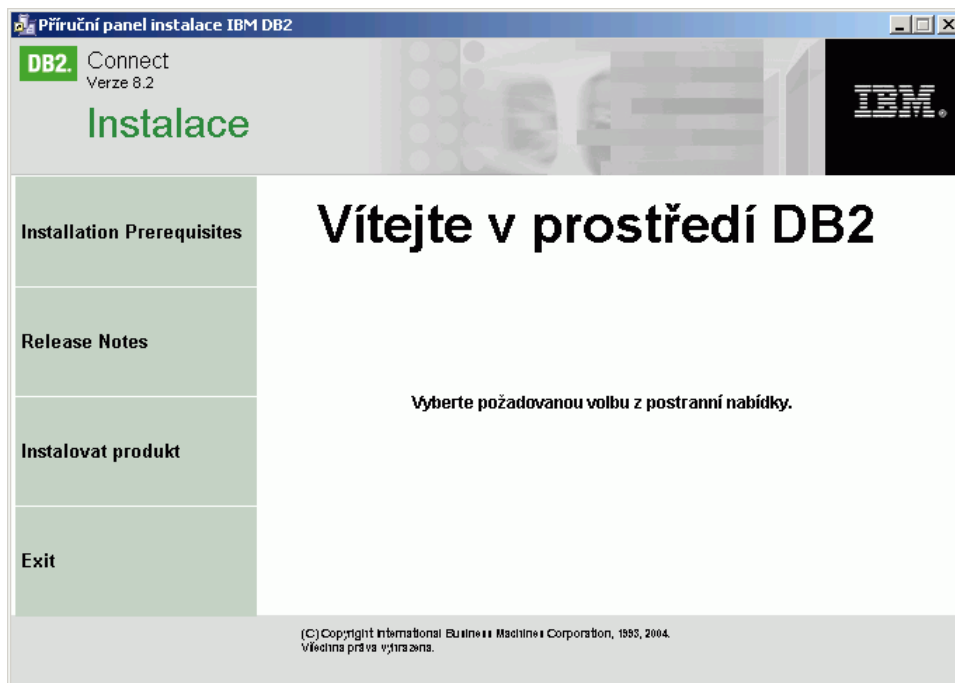 Příruční panel instalace IBM DB2
DB2. Connect
Verze 8.2
Instalace
IBM.
Installation Prerequisites
Vítejte v prostředí DB2
Release Notes
Vyberte požadovanou volbu z postranní nabídky.
Instalovat produkt
Exit
(C) Copyright International Business Machines Corporation, 1993, 2004.
Všechna práva vyhrazena.